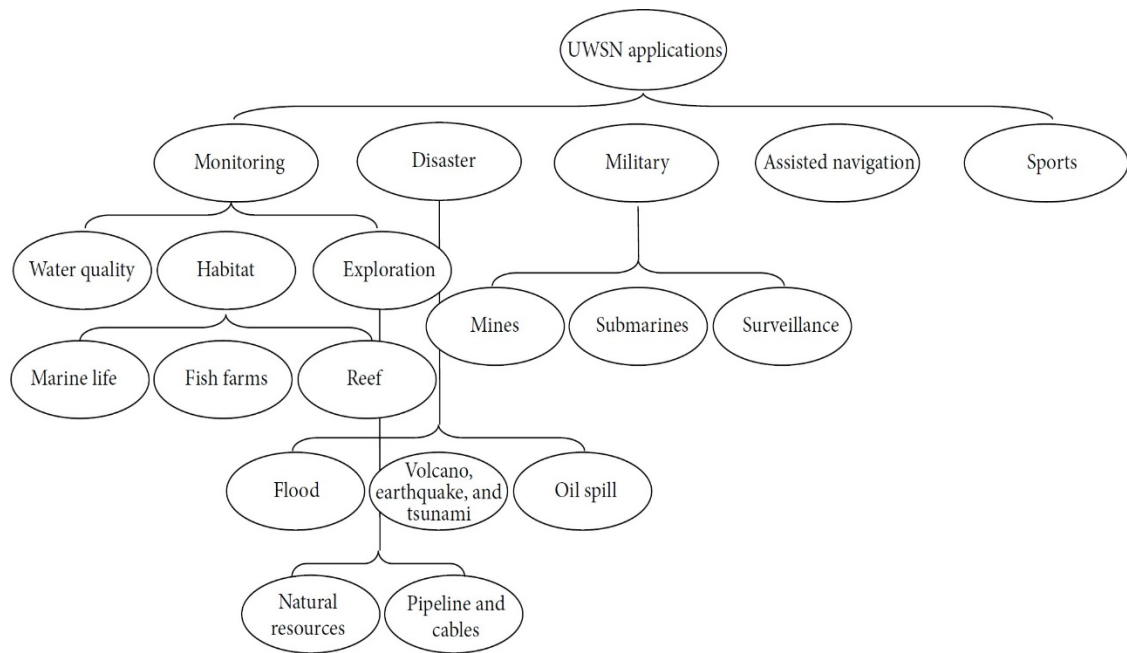 UWSN applications
Monitoring
Disaster
Military
Assisted navigation
Sports
Water quality
Habitat
Exploration
Mines
Submarines
Surveillance
Marine life
Fish farms
Reef
Flood
Volcano,
earthquake, and
tsunami
Oil spill
Natural
resources
Pipeline and
cables